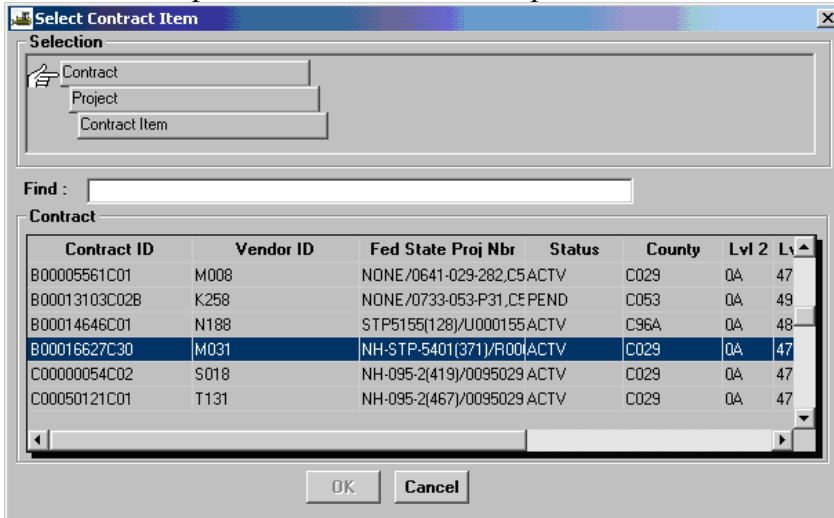 Select Contract Item
Selection
Contract
Project
Contract Item
Find :
Contract
Contract ID Vendor ID Fed State Proj Nbr Status County Lvl 2
B00005561C01 M008 NONE/0641-029-282,C5 ACTV C029 0A 47
B00013103C02B K258 NONE/0733-053-P31,C5 PEND C053 0A 49
B00014646C01 N188 STP5155(128)/U000155 ACTV C96A 0A 48
B00016627C30 M031 NH-STP-5401(371)/R00 ACTV C029 0A 47
C00000054C02 S018 NH-095-2(419)/0095029 ACTV C029 0A 47
C00050121C01 T131 NH-095-2(467)/0095029 ACTV C029 0A 47
OK Cancel